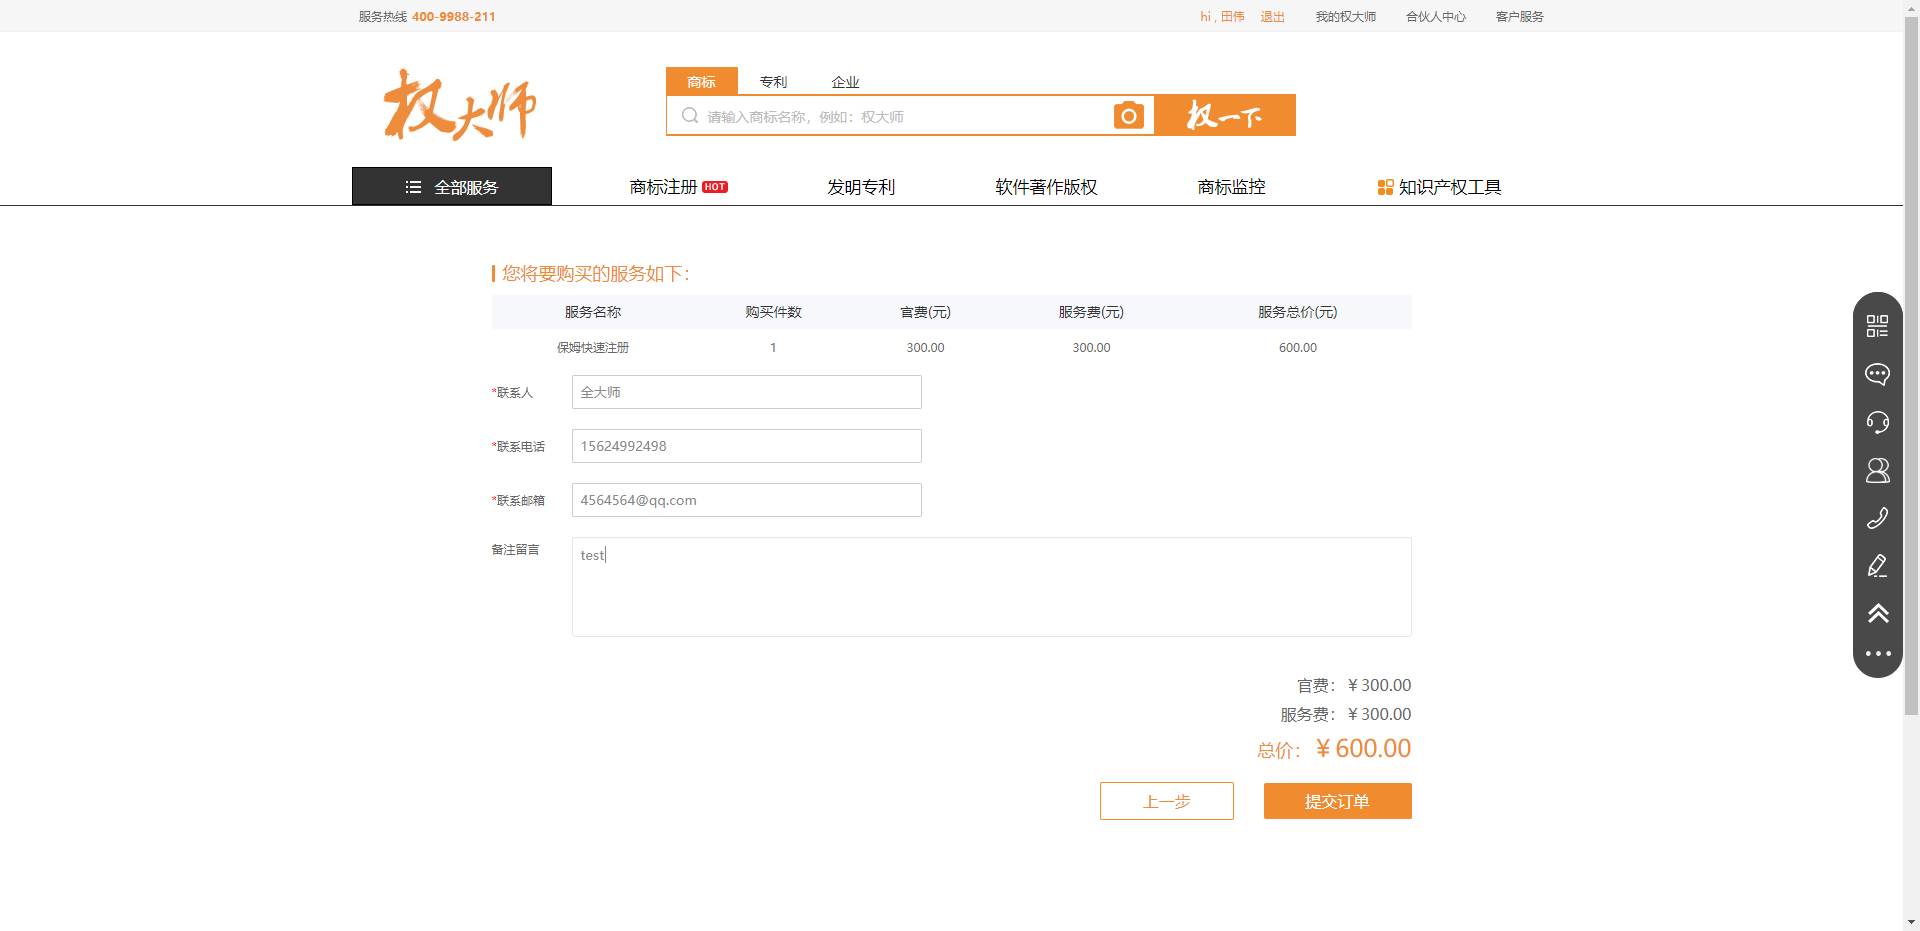 服务热线 400-9988-211
hi , 田伟 退出 我的权大师 合伙人中心 客户服务
权大师
商标 专利 企业
请输入商标名称，例如：权大师
权一下
全部服务 商标注册 HOT 发明专利 软件著作版权 商标监控 知识产权工具
您将要购买的服务如下：
服务名称 购买件数 官费(元) 服务费(元) 服务总价(元)
保姆快速注册 1 300.00 300.00 600.00
*联系人 全大师
*联系电话 15624992498
*联系邮箱 4564564@qq.com
备注留言 test
官费：￥300.00
服务费：￥300.00
总价：￥600.00
上一步 提交订单